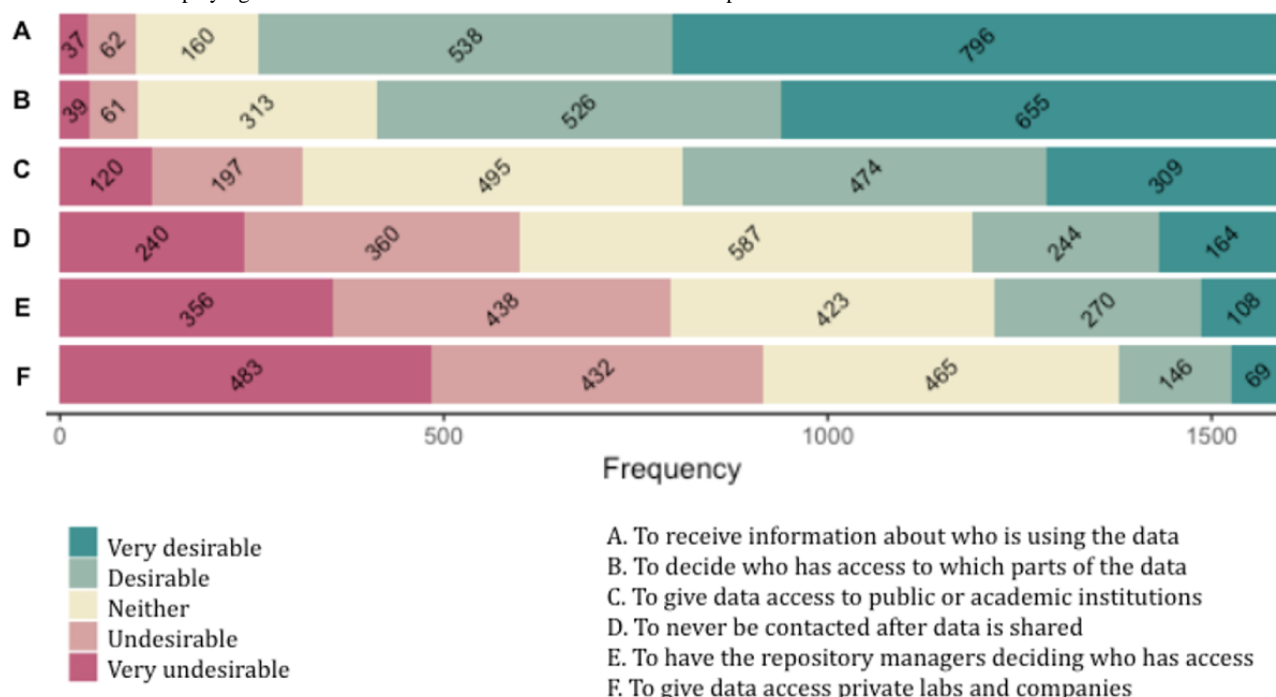 A 37 62 160 538 796
B 39 61 313 526 655
C 120 197 495 474 309
D 240 360 587 244 164
E 356 438 423 270 108
F 483 432 465 146 69
0 500 1000 1500
Frequency
Very desirable
Desirable
Neither
Undesirable
Very undesirable
A. To receive information about who is using the data
B. To decide who has access to which parts of the data
C. To give data access to public or academic institutions
D. To never be contacted after data is shared
E. To have the repository managers deciding who has access
F. To give data access private labs and companies